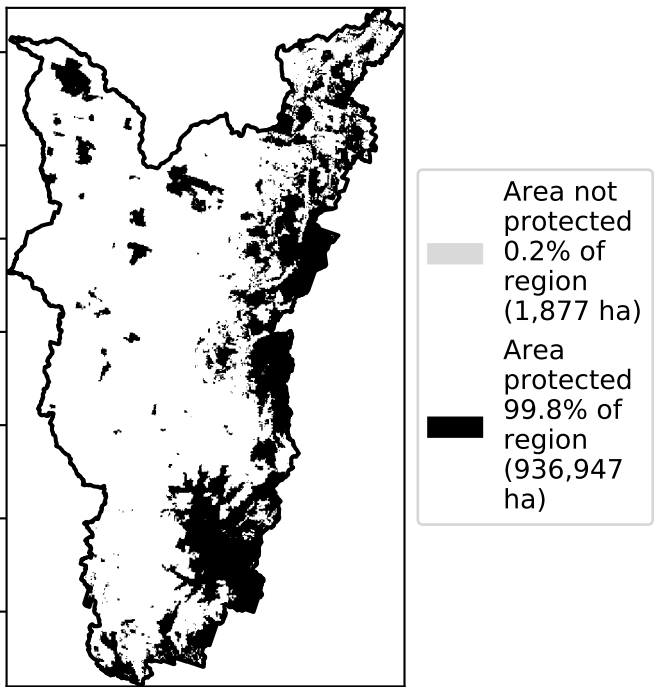 Area not
protected
0.2% of
region
(1,877 ha)
Area
protected
99.8% of
region
(936,947
ha)